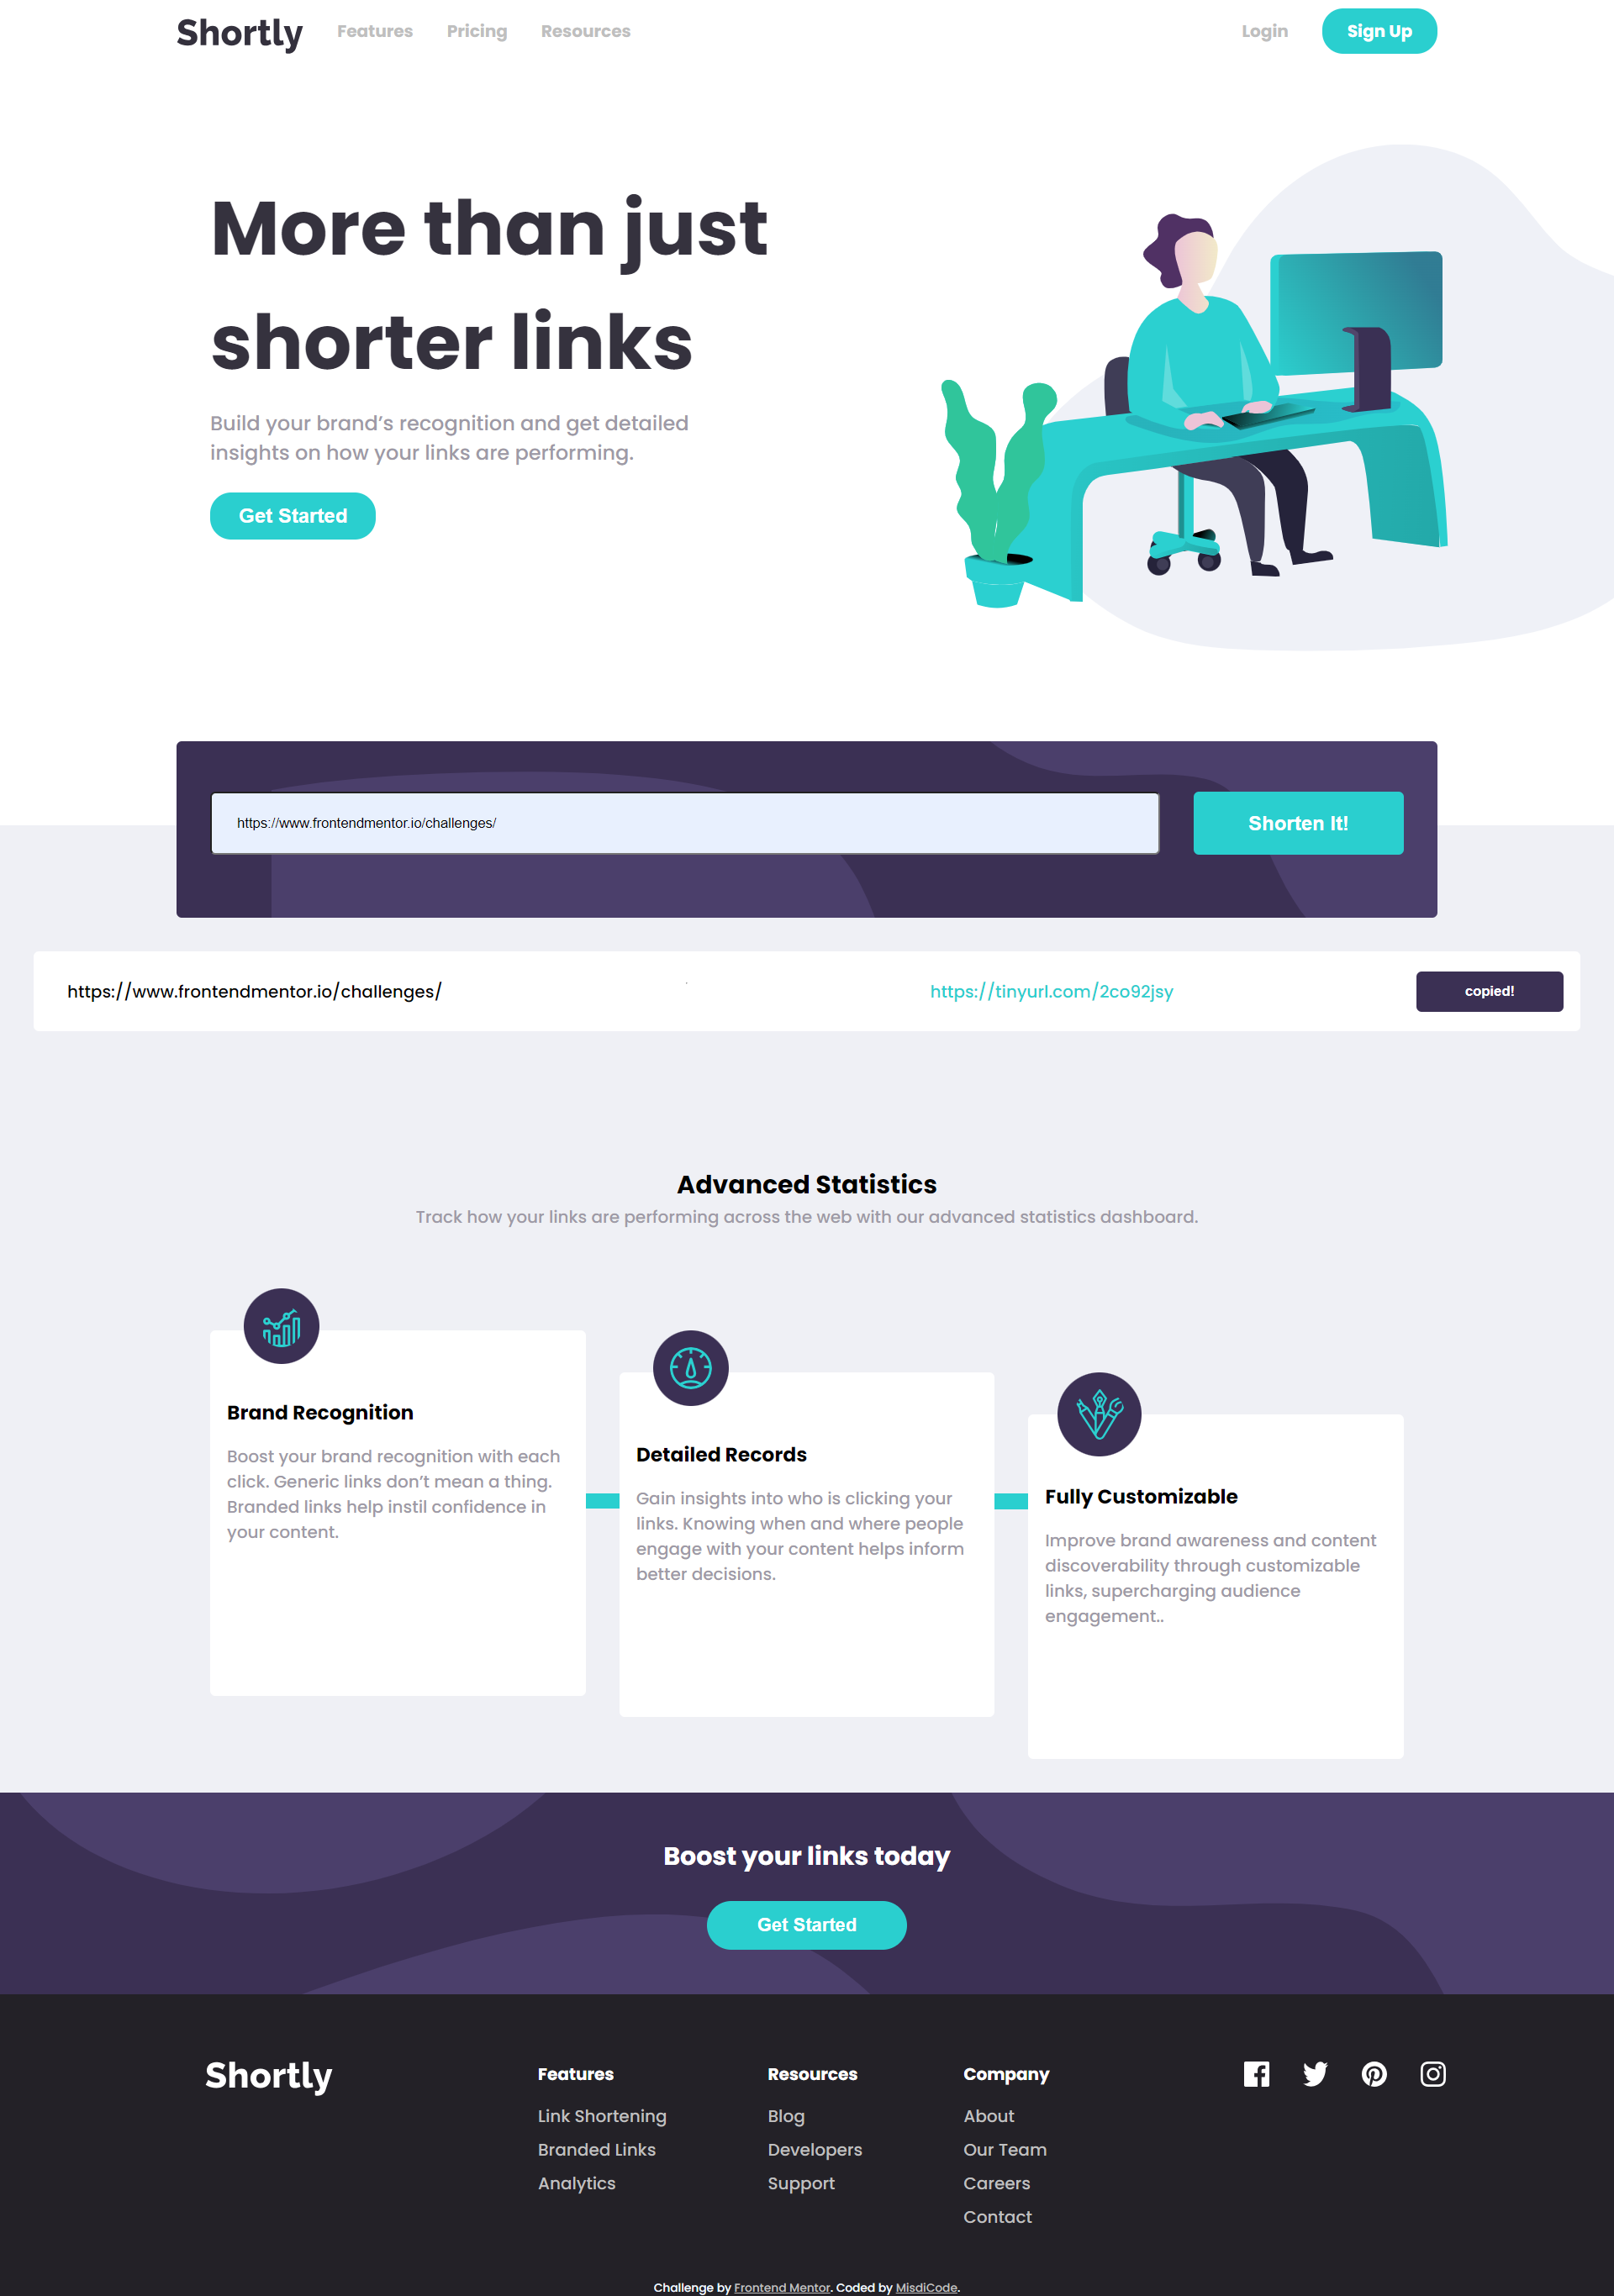 Shortly
Features
Pricing
Resources
Login
Sign Up
More than just
shorter links
Build your brand’s recognition and get detailed
insights on how your links are performing.
Get Started
https://www.frontendmentor.io/challenges/
Shorten It!
https://www.frontendmentor.io/challenges/
https://tinyurl.com/2co92jsy
copied!
Advanced Statistics
Track how your links are performing across the web with our advanced statistics dashboard.
Brand Recognition
Boost your brand recognition with each
click. Generic links don’t mean a thing.
Branded links help instil confidence in
your content.
Detailed Records
Gain insights into who is clicking your
links. Knowing when and where people
engage with your content helps inform
better decisions.
Fully Customizable
Improve brand awareness and content
discoverability through customizable
links, supercharging audience
engagement..
Boost your links today
Get Started
Shortly
Features
Link Shortening
Branded Links
Analytics
Resources
Blog
Developers
Support
Company
About
Our Team
Careers
Contact
Challenge by Frontend Mentor. Coded by MisdiCode.